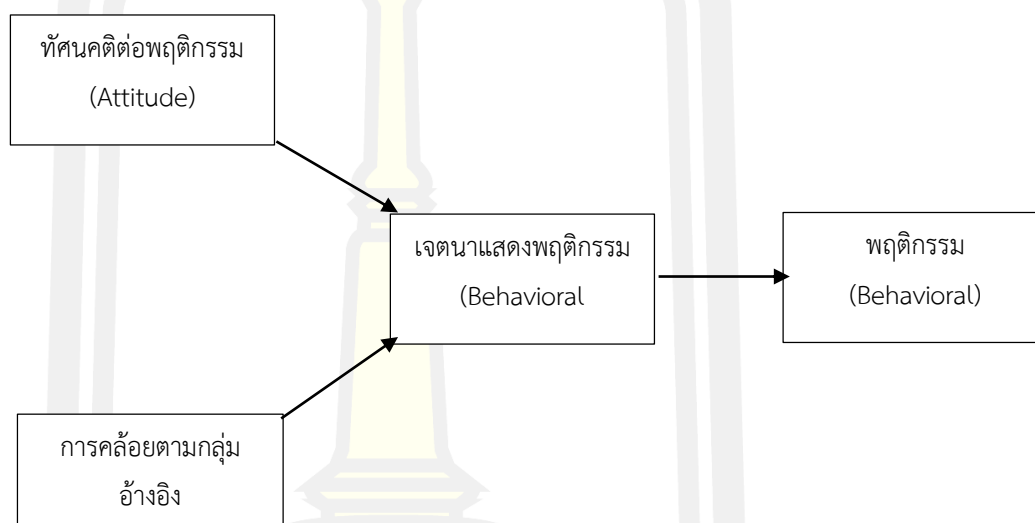 ทัศนคติต่อพฤติกรรม
(Attitude)
เจตนาแสดงพฤติกรรม
(Behavioral
พฤติกรรม
(Behavioral)
การคล้อยตามกลุ่ม
อ้างอิง